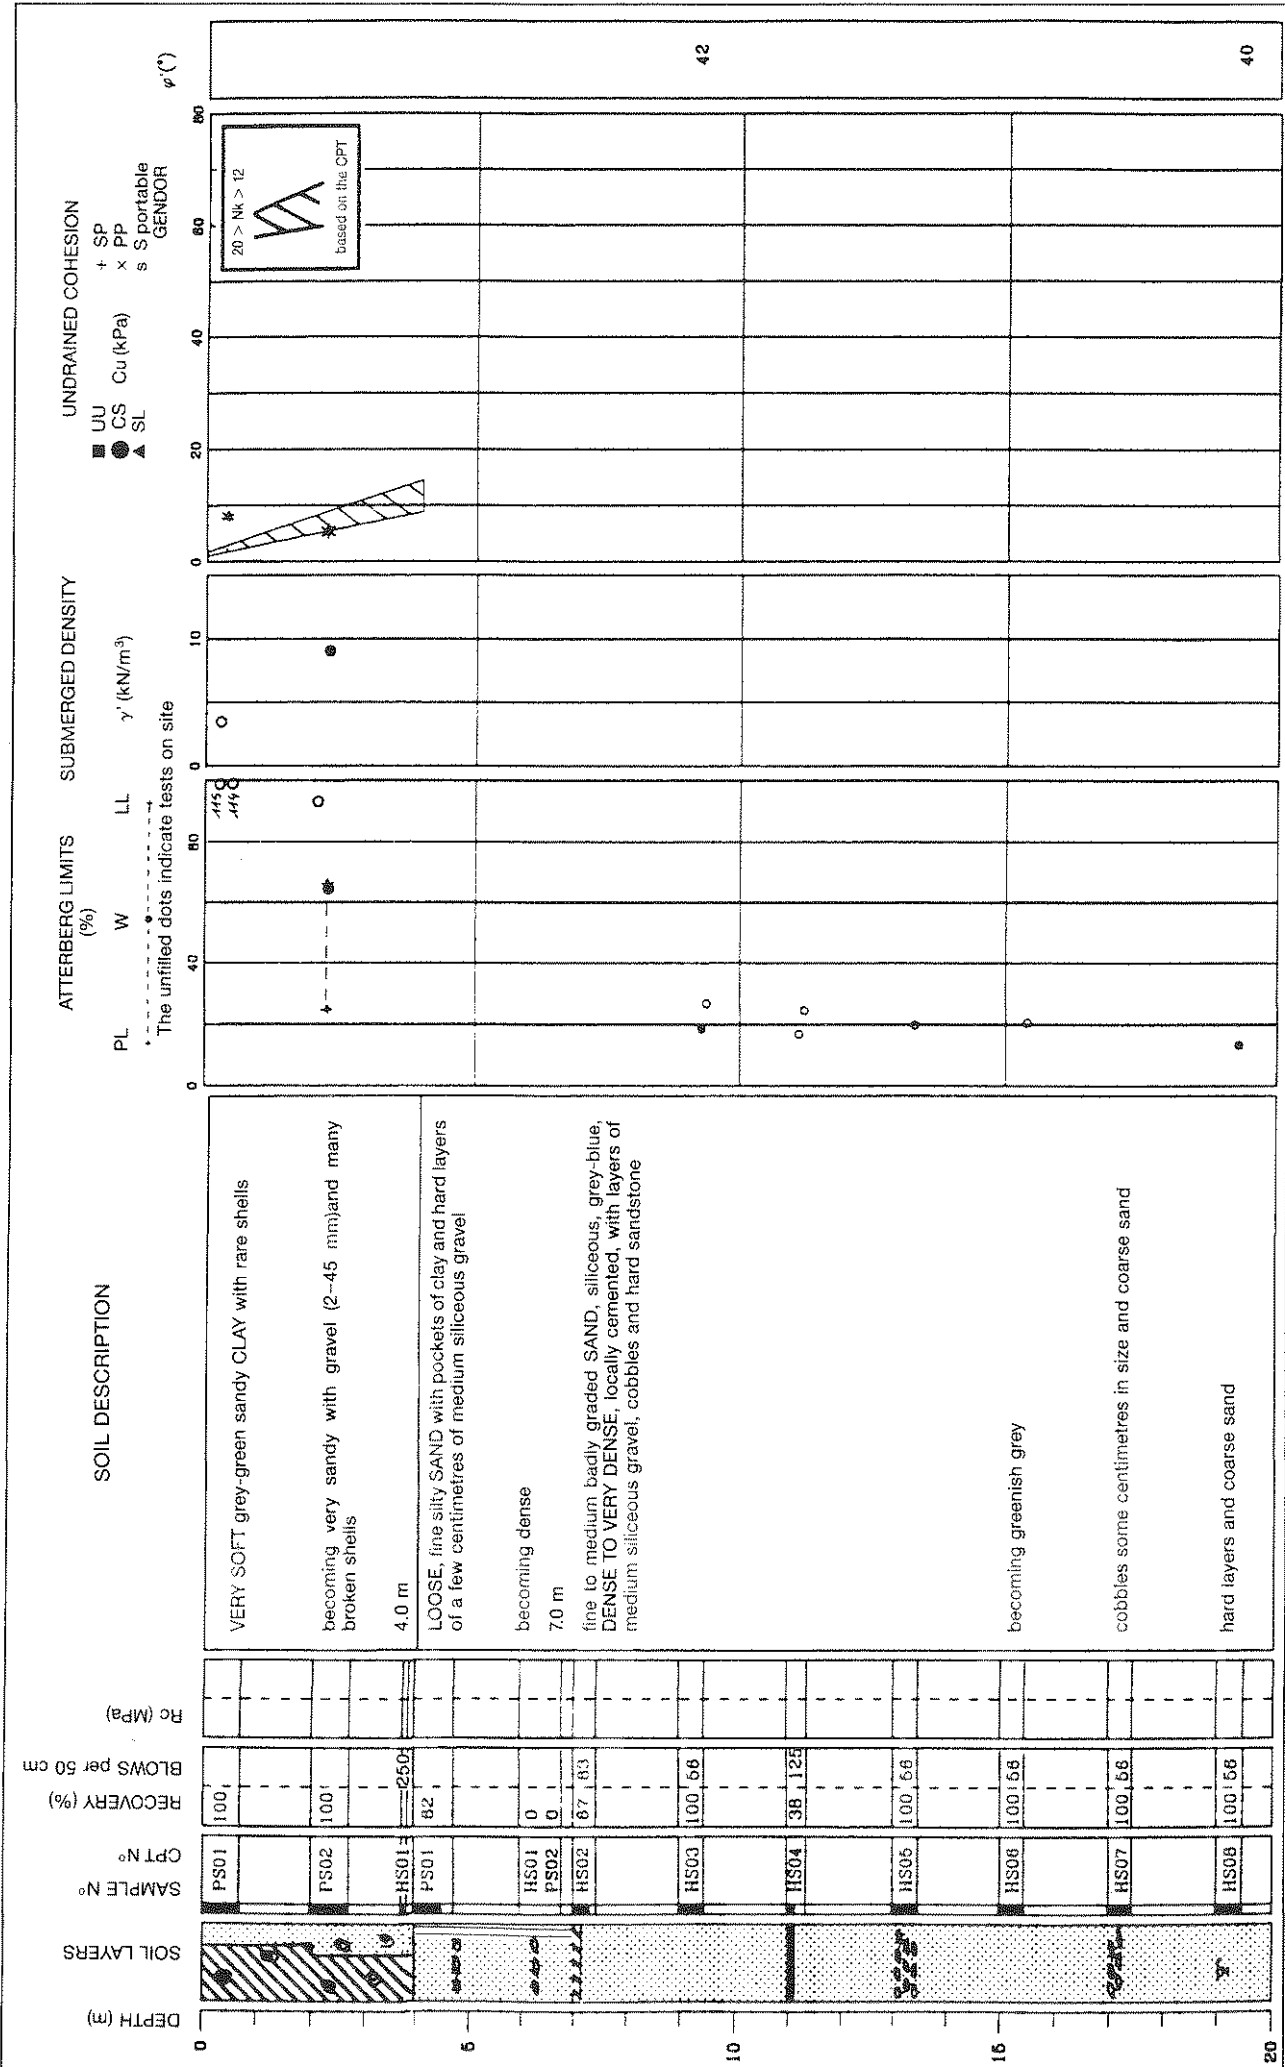 DEPTH (m)
SOIL LAYERS
SAMPLE Nº
CPT Nº
RECOVERY (%)
BLOWS per 50 cm
Rc (MPa)
SOIL DESCRIPTION
ATTERBERG LIMITS
(%)
PL W LL
The unfilled dots indicate tests on site
SUBMERGED DENSITY
γ' (kN/m³)
UNDRAINED COHESION
■ UU + SP
● CS Cu (kPa) × PP
▲ SL s S portable
GENDOR
φ'(°)
0 20 40 60 80
0 10
0 20 40 60 80
20 > Nk > 12
based on the CPT
0
5
10
15
20
PS01 100
PS02 100
HS01 250
PS01 82
HS01 0
PS02 0
HS02 67 83
HS03 100 56
HS04 38 125
HS05 100 56
HS06 100 56
HS07 100 56
HS08 100 56
VERY SOFT grey-green sandy CLAY with rare shells
becoming very sandy with gravel (2–45 mm)and many
broken shells
4.0 m
LOOSE, fine silty SAND with pockets of clay and hard layers
of a few centimetres of medium siliceous gravel
becoming dense
7.0 m
fine to medium badly graded SAND, siliceous, grey-blue,
DENSE TO VERY DENSE, locally cemented, with layers of
medium siliceous gravel, cobbles and hard sandstone
becoming greenish grey
cobbles some centimetres in size and coarse sand
hard layers and coarse sand
115
114
42
40